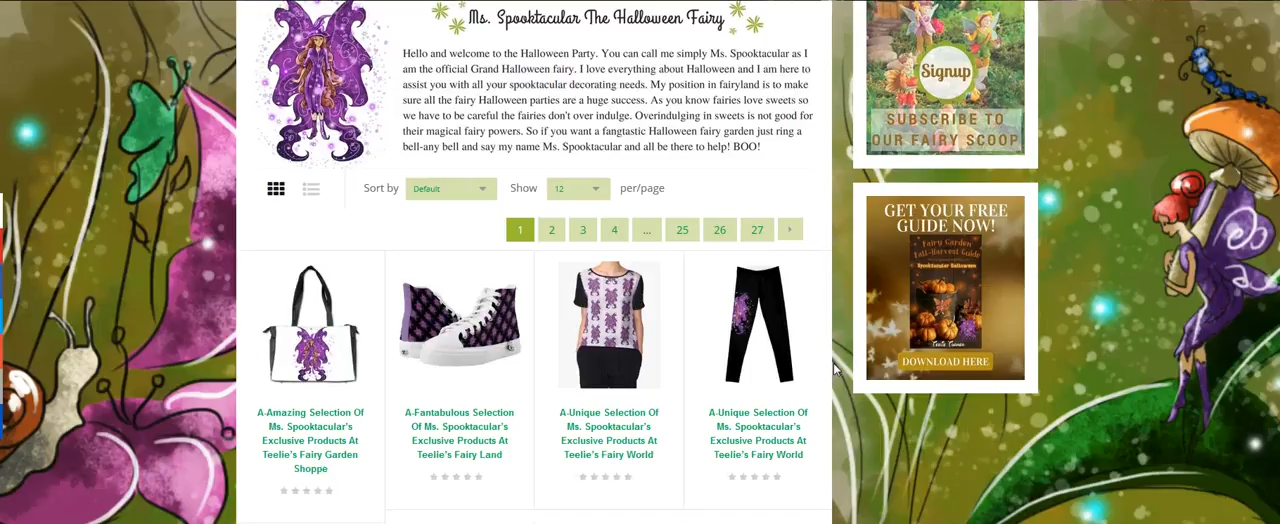 Ms. Spooktacular The Halloween Fairy
Hello and welcome to the Halloween Party. You can call me simply Ms. Spooktacular as I
am the official Grand Halloween fairy. I love everything about Halloween and I am here to
assist you with all your spooktacular decorating needs. My position in fairyland is to make
sure all the fairy Halloween parties are a huge success. As you know fairies love sweets so
we have to be careful the fairies don't over indulge. Overindulging in sweets is not good for
their magical fairy powers. So if you want a fangtastic Halloween fairy garden just ring a
bell-any bell and say my name Ms. Spooktacular and all be there to help! BOO!
Sort by Default Show 12 per/page
1 2 3 4 ... 25 26 27
A-Amazing Selection Of
Ms. Spooktacular's
Exclusive Products At
Teelie's Fairy Garden
Shoppe
A-Fantabulous Selection
Of Ms. Spooktacular's
Exclusive Products At
Teelie's Fairy Land
A-Unique Selection Of
Ms. Spooktacular's
Exclusive Products At
Teelie's Fairy World
A-Unique Selection Of
Ms. Spooktacular's
Exclusive Products At
Teelie's Fairy World
Signup
SUBSCRIBE TO
OUR FAIRY SCOOP
GET YOUR FREE
GUIDE NOW!
Fairy Garden
Fall-Harvest Guide
Spooktacular Halloween
Teelie Turner
DOWNLOAD HERE